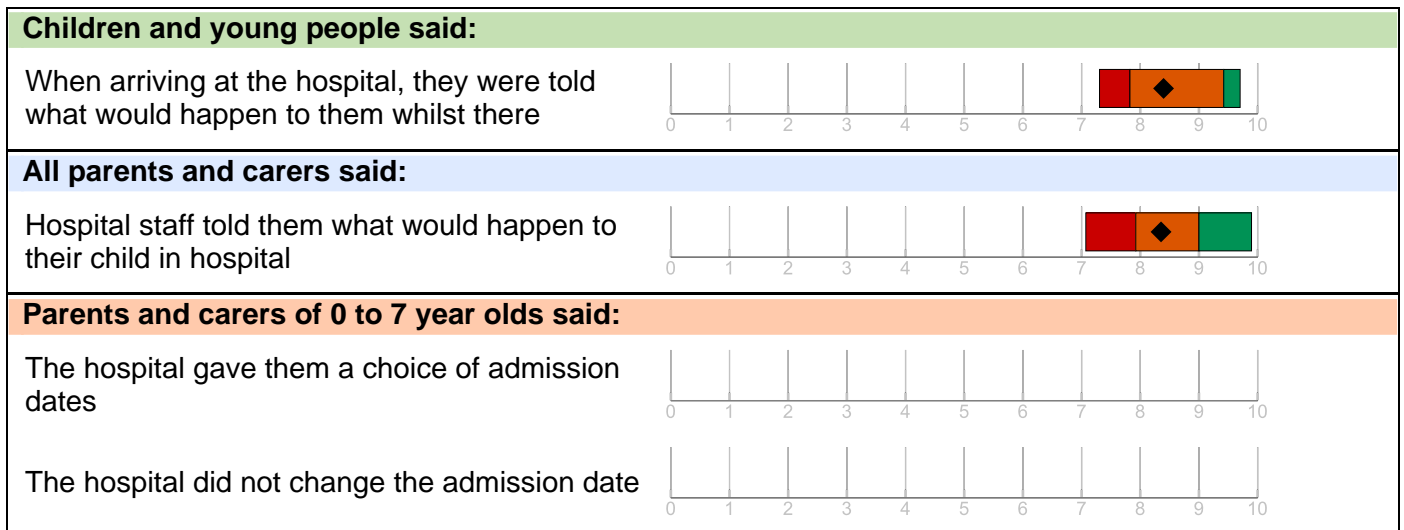 Children and young people said:
When arriving at the hospital, they were told
what would happen to them whilst there
0 1 2 3 4 5 6 7 8 9 10
All parents and carers said:
Hospital staff told them what would happen to
their child in hospital
0 1 2 3 4 5 6 7 8 9 10
Parents and carers of 0 to 7 year olds said:
The hospital gave them a choice of admission
dates
0 1 2 3 4 5 6 7 8 9 10
The hospital did not change the admission date
0 1 2 3 4 5 6 7 8 9 10